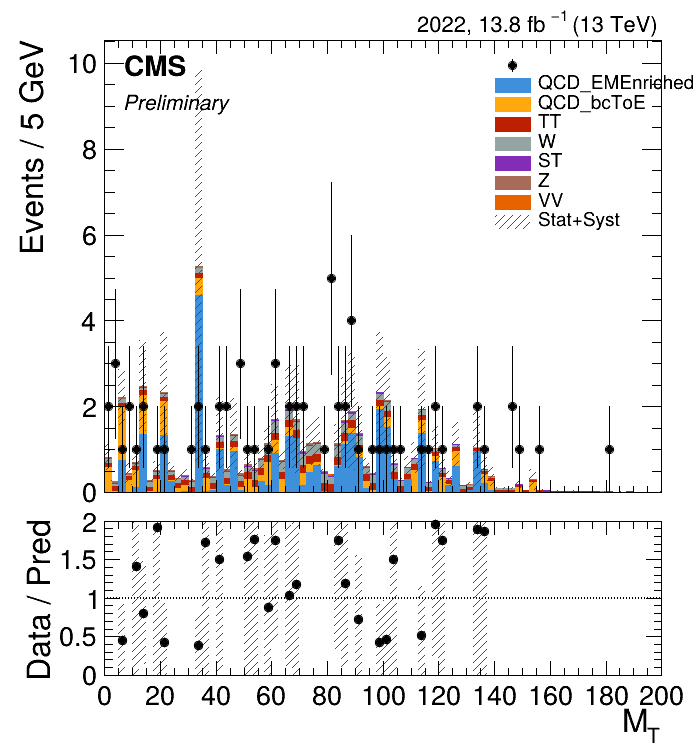 2022, 13.8 fb⁻¹ (13 TeV)
Events / 5 GeV
CMS
Preliminary
QCD_EMEnriched
QCD_bcToE
TT
W
ST
Z
VV
Stat+Syst
10
8
6
4
2
0
Data / Pred
2
1.5
1
0.5
0
0 20 40 60 80 100 120 140 160 180 200
M_T